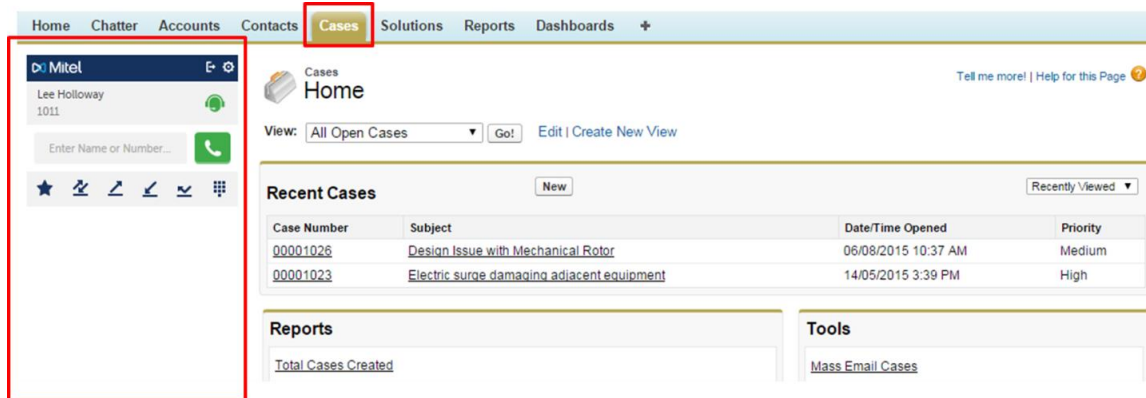 Home Chatter Accounts Contacts Cases Solutions Reports Dashboards +
Mitel
Lee Holloway
1011
Enter Name or Number...
Cases
Home
Tell me more! | Help for this Page ?
View: All Open Cases Go! Edit | Create New View
Recent Cases New Recently Viewed
Case Number Subject Date/Time Opened Priority
00001026 Design Issue with Mechanical Rotor 06/08/2015 10:37 AM Medium
00001023 Electric surge damaging adjacent equipment 14/05/2015 3:39 PM High
Reports
Total Cases Created
Tools
Mass Email Cases